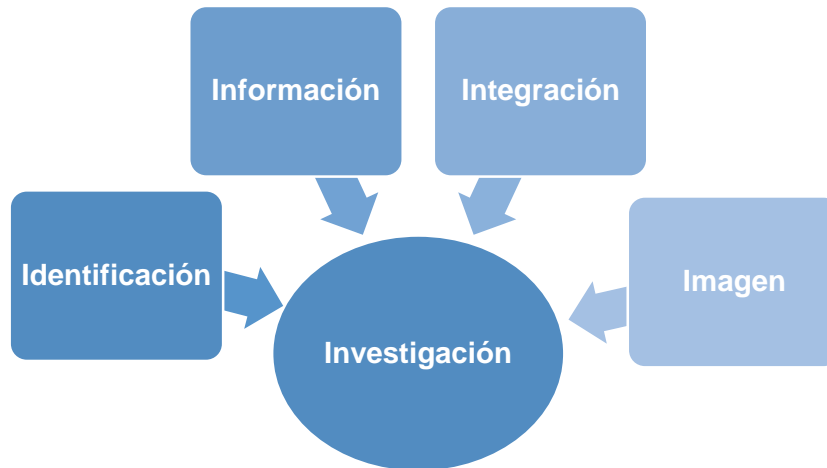 Información
Integración
Identificación
Imagen
Investigación